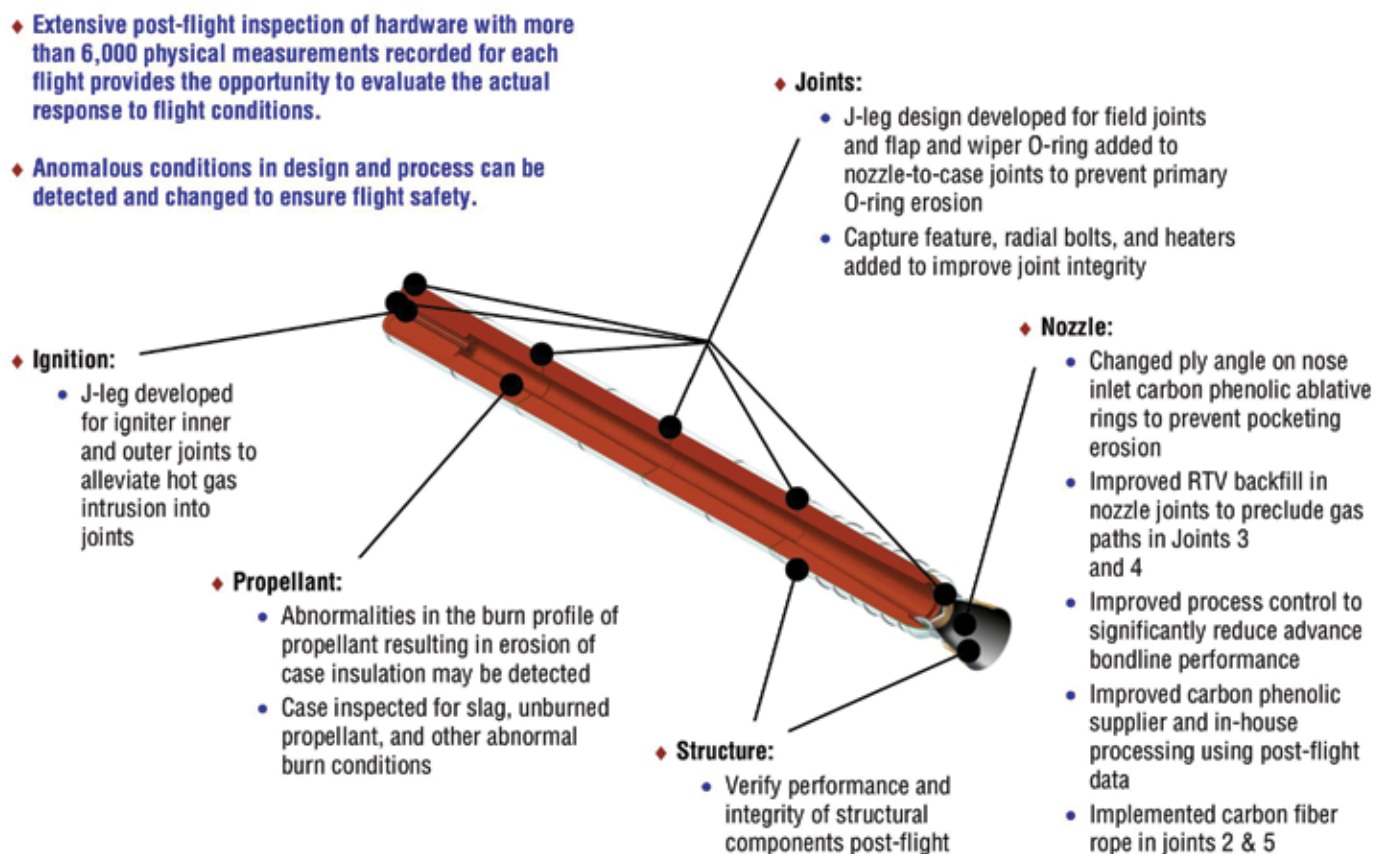 Extensive post-flight inspection of hardware with more
than 6,000 physical measurements recorded for each
flight provides the opportunity to evaluate the actual
response to flight conditions.
Anomalous conditions in design and process can be
detected and changed to ensure flight safety.
Joints:
J-leg design developed for field joints
and flap and wiper O-ring added to
nozzle-to-case joints to prevent primary
O-ring erosion
Capture feature, radial bolts, and heaters
added to improve joint integrity
Ignition:
J-leg developed
for igniter inner
and outer joints to
alleviate hot gas
intrusion into
joints
Propellant:
Abnormalities in the burn profile of
propellant resulting in erosion of
case insulation may be detected
Case inspected for slag, unburned
propellant, and other abnormal
burn conditions
Structure:
Verify performance and
integrity of structural
components post-flight
Nozzle:
Changed ply angle on nose
inlet carbon phenolic ablative
rings to prevent pocketing
erosion
Improved RTV backfill in
nozzle joints to preclude gas
paths in Joints 3
and 4
Improved process control to
significantly reduce advance
bondline performance
Improved carbon phenolic
supplier and in-house
processing using post-flight
data
Implemented carbon fiber
rope in joints 2 & 5